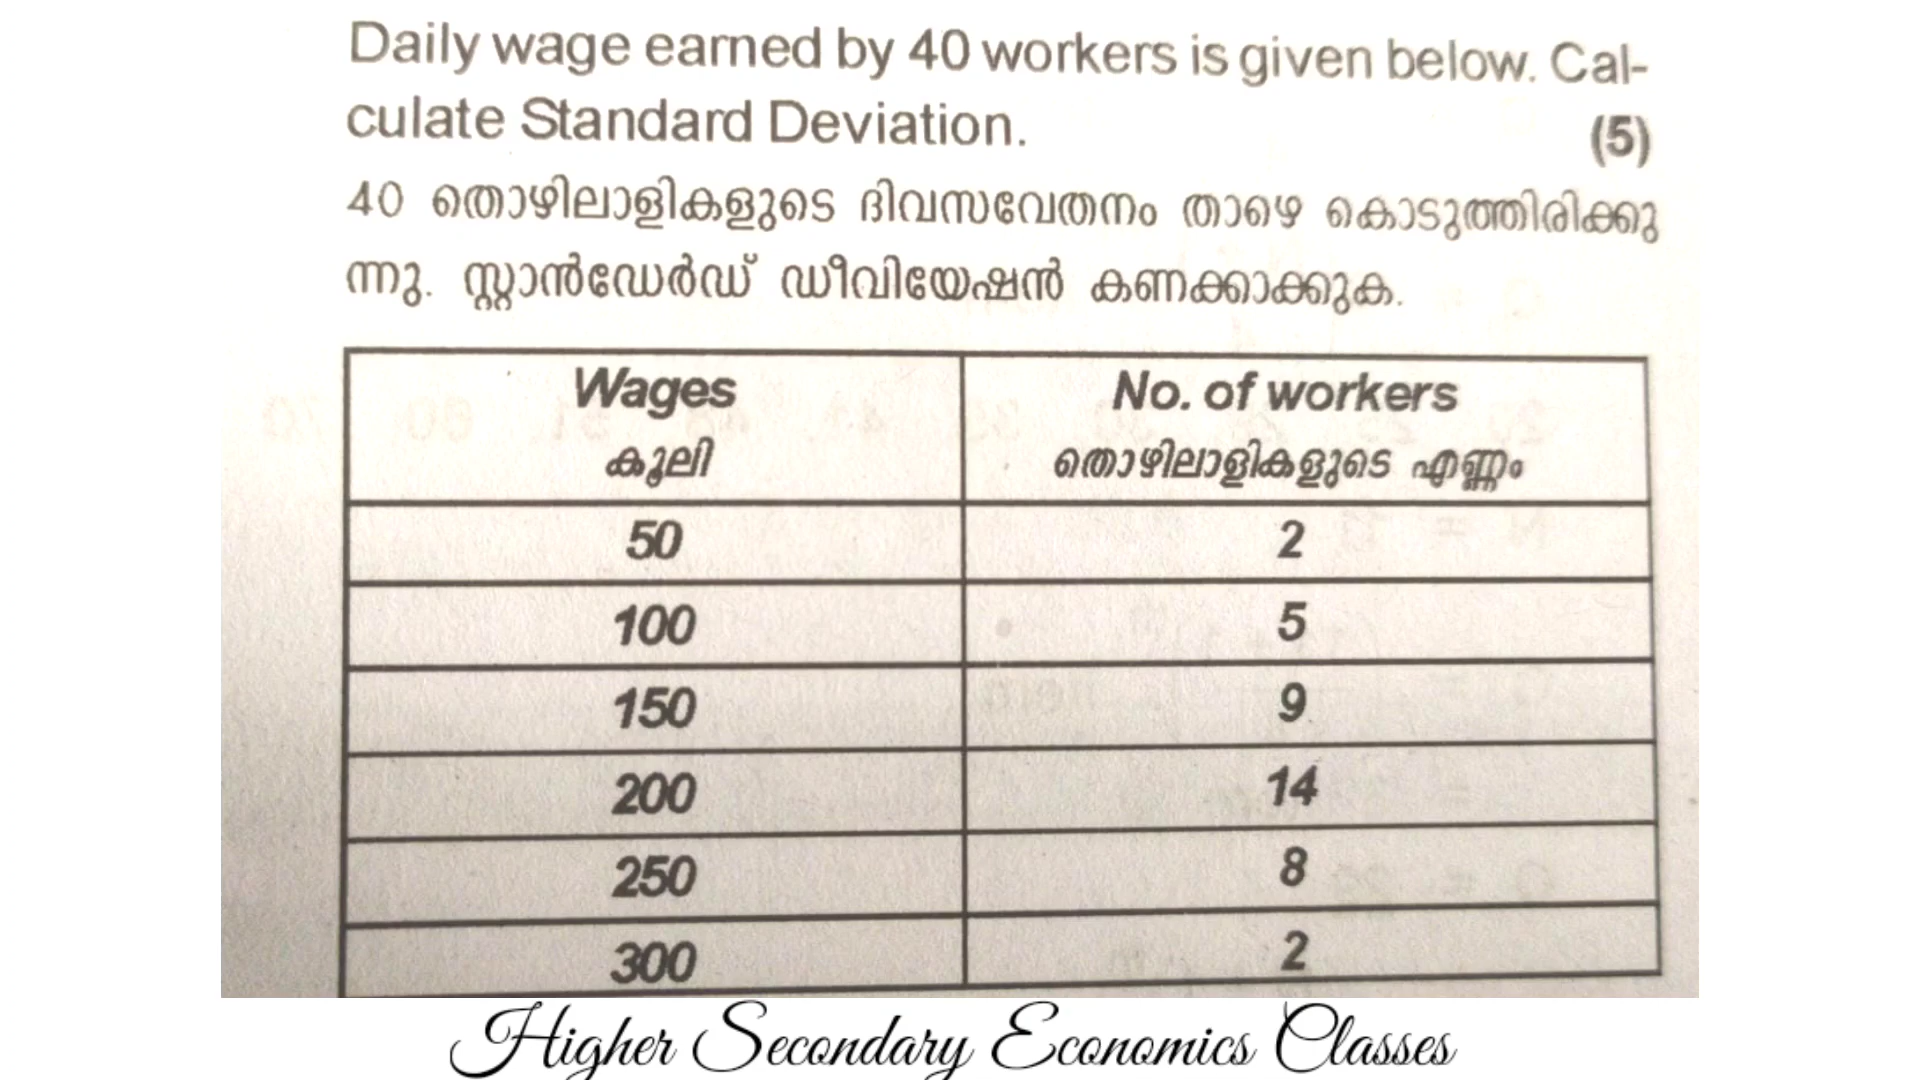 Daily wage earned by 40 workers is given below. Cal-
culate Standard Deviation. (5)
40 തൊഴിലാളികളുടെ ദിവസവേതനം താഴെ കൊടുത്തിരിക്കു
ന്നു. സ്റ്റാൻഡേർഡ് ഡീവിയേഷൻ കണക്കാക്കുക.
Wages No. of workers
കൂലി തൊഴിലാളികളുടെ എണ്ണം
50 2
100 5
150 9
200 14
250 8
300 2
Higher Secondary Economics Classes